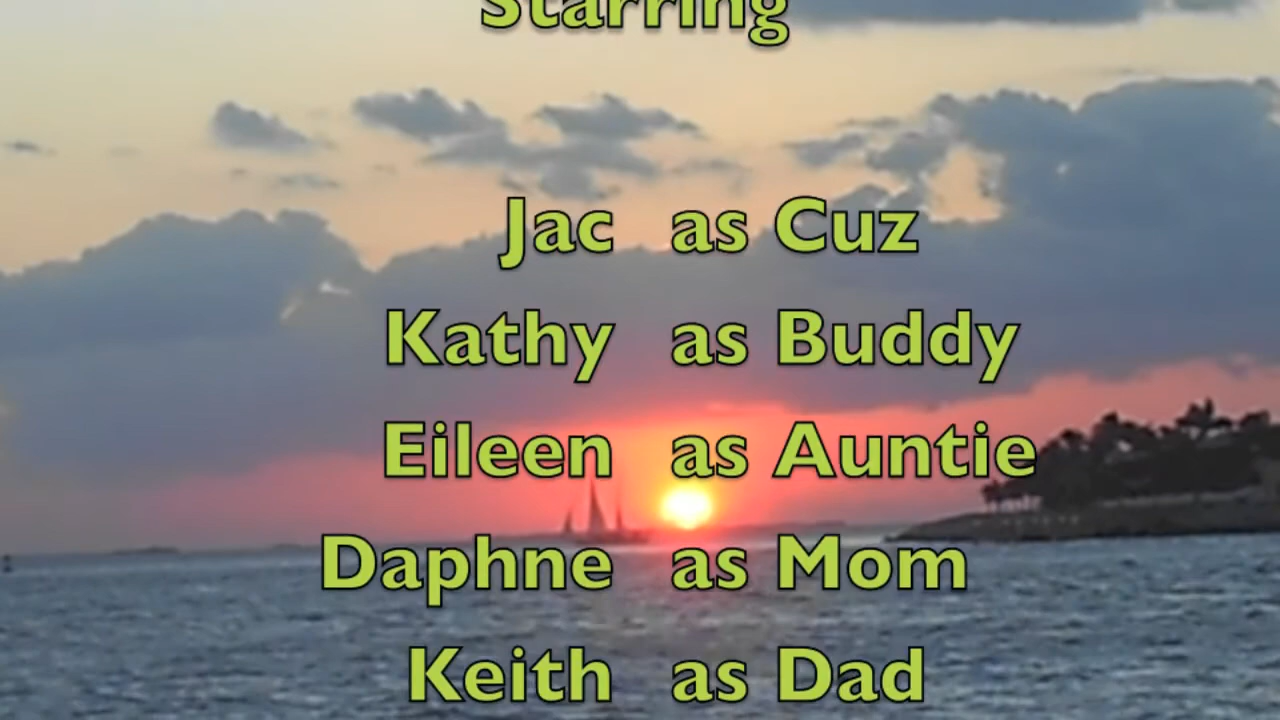 Starring
Jac as Cuz
Kathy as Buddy
Eileen as Auntie
Daphne as Mom
Keith as Dad